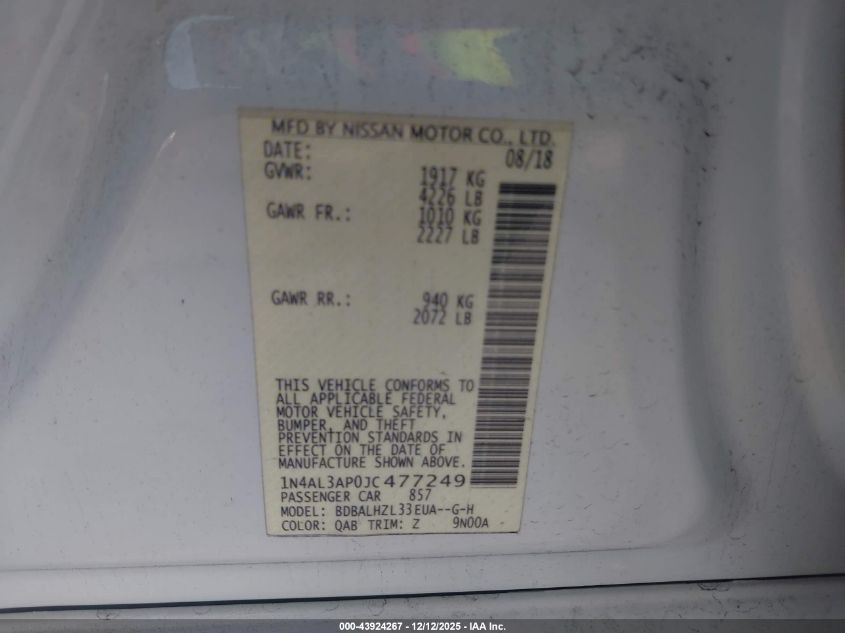 MFD BY NISSAN MOTOR CO., LTD.
DATE: 08/18
GVWR: 1917 KG
4226 LB
GAWR FR.: 1010 KG
2227 LB
GAWR RR.: 940 KG
2072 LB
THIS VEHICLE CONFORMS TO
ALL APPLICABLE FEDERAL
MOTOR VEHICLE SAFETY,
BUMPER, AND THEFT
PREVENTION STANDARDS IN
EFFECT ON THE DATE OF
MANUFACTURE SHOWN ABOVE.
1N4AL3AP0JC477249
PASSENGER CAR 857
MODEL: BDBALHZL33EUA--G-H
COLOR: QAB TRIM: Z 9N00A
000-43924267 - 12/12/2025 - IAA Inc.